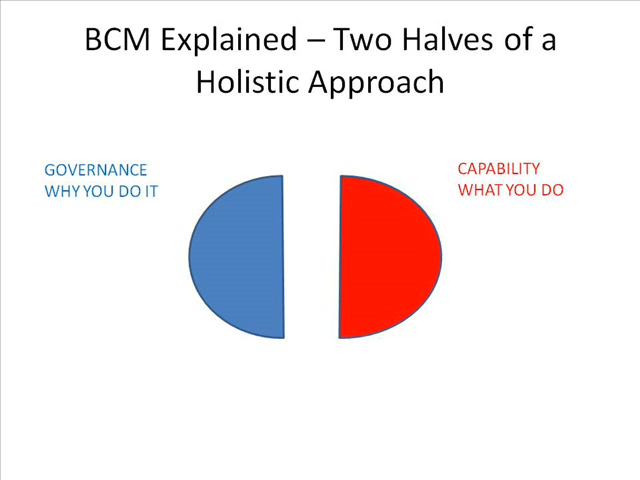 BCM Explained – Two Halves of a
Holistic Approach
GOVERNANCE
WHY YOU DO IT
CAPABILITY
WHAT YOU DO